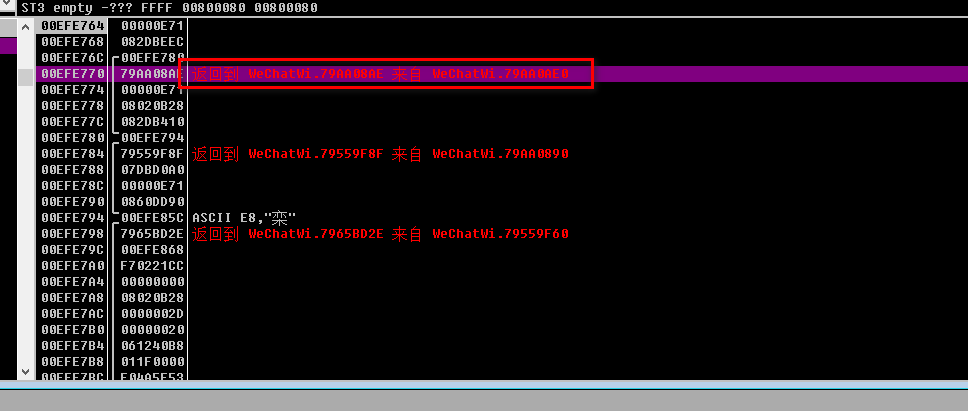 ST3 empty -??? FFFF 00800080 00800080
00EFE764 00000E71
00EFE768 082DBEEC
00EFE76C 00EFE780
00EFE770 79AA08AE 返回到 WeChatWi.79AA08AE 来自 WeChatWi.79AA0AE0
00EFE774 00000E71
00EFE778 08020B28
00EFE77C 082DB410
00EFE780 00EFE794
00EFE784 79559F8F 返回到 WeChatWi.79559F8F 来自 WeChatWi.79AA0890
00EFE788 07DBD0A0
00EFE78C 00000E71
00EFE790 0860DD90
00EFE794 00EFE85C ASCII E8,"栾"
00EFE798 7965BD2E 返回到 WeChatWi.7965BD2E 来自 WeChatWi.79559F60
00EFE79C 00EFE868
00EFE7A0 F70221CC
00EFE7A4 00000000
00EFE7A8 08020B28
00EFE7AC 0000002D
00EFE7B0 00000020
00EFE7B4 061240B8
00EFE7B8 011F0000
00EFE7BC E04A5E53